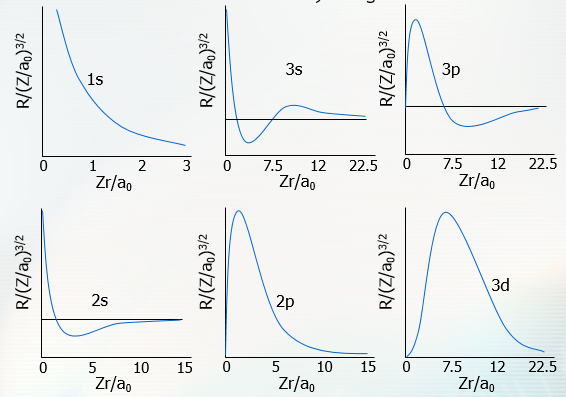 R/(Z/a0)3/2
1s
0 1 2 3
Zr/a0
R/(Z/a0)3/2
3s
0 7.5 12 22.5
Zr/a0
R/(Z/a0)3/2
3p
0 7.5 12 22.5
Zr/a0
R/(Z/a0)3/2
2s
0 5 10 15
Zr/a0
R/(Z/a0)3/2
2p
0 5 10 15
Zr/a0
R/(Z/a0)3/2
3d
0 7.5 12 22.5
Zr/a0